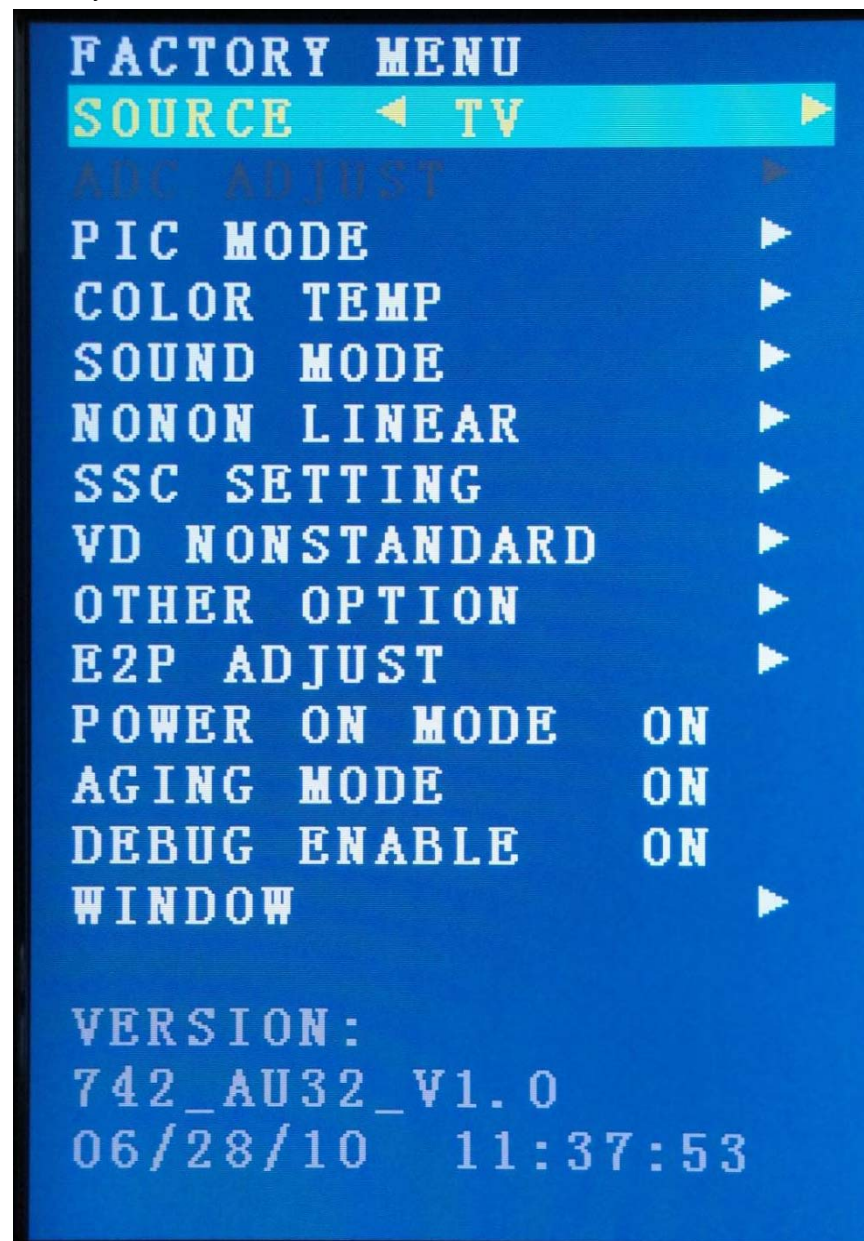 FACTORY MENU
SOURCE ◀ TV ▶
ADC ADJUST ▶
PIC MODE ▶
COLOR TEMP ▶
SOUND MODE ▶
NONON LINEAR ▶
SSC SETTING ▶
VD NONSTANDARD ▶
OTHER OPTION ▶
E2P ADJUST ▶
POWER ON MODE ON
AGING MODE ON
DEBUG ENABLE ON
WINDOW ▶
VERSION:
742_AU32_V1.0
06/28/10 11:37:53